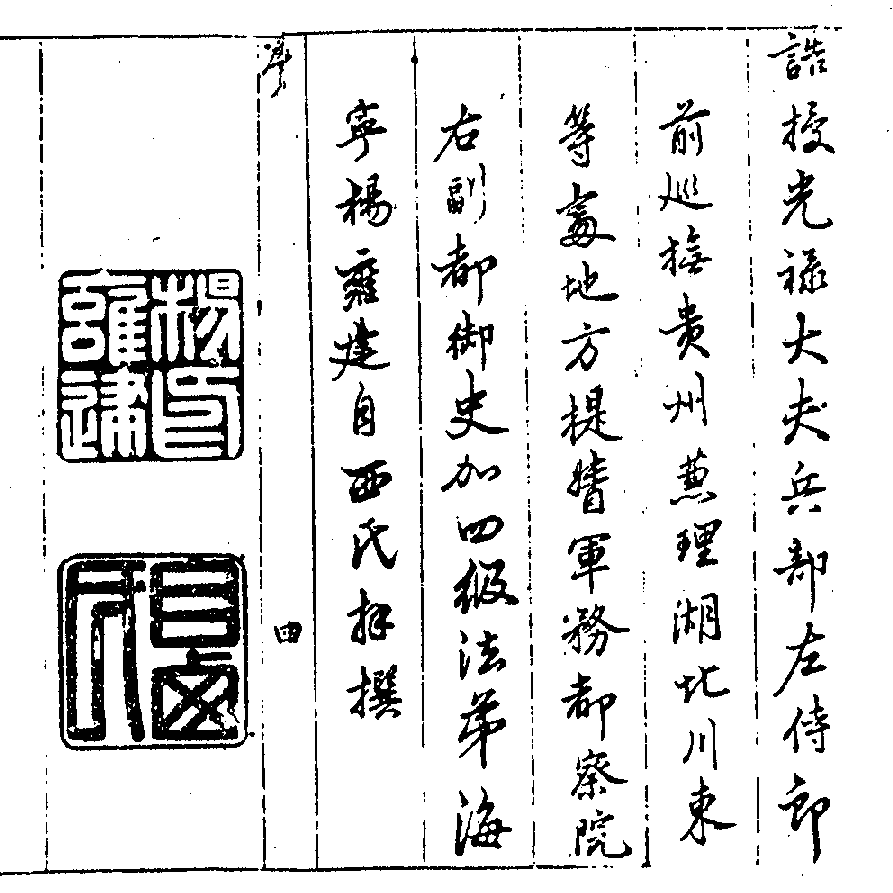 誥授光祿大夫兵部左侍郎
前巡撫貴州兼理湖北川東
等處地方提督軍務都察院
右副都御史加四級法弟海
寧楊雍建自西氏拜撰
序
四
楊印雍建
自西氏